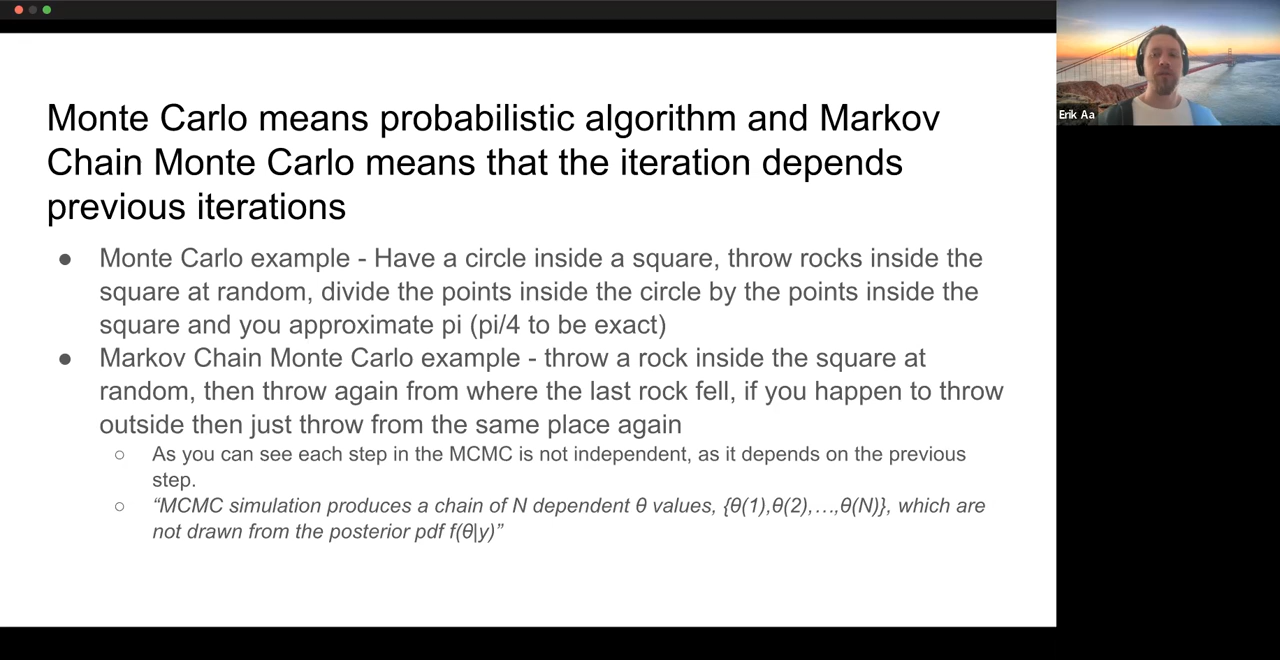 Monte Carlo means probabilistic algorithm and Markov
Chain Monte Carlo means that the iteration depends
previous iterations
● Monte Carlo example - Have a circle inside a square, throw rocks inside the
square at random, divide the points inside the circle by the points inside the
square and you approximate pi (pi/4 to be exact)
● Markov Chain Monte Carlo example - throw a rock inside the square at
random, then throw again from where the last rock fell, if you happen to throw
outside then just throw from the same place again
○ As you can see each step in the MCMC is not independent, as it depends on the previous
step.
○ “MCMC simulation produces a chain of N dependent θ values, {θ(1),θ(2),…,θ(N)}, which are
not drawn from the posterior pdf f(θ|y)”
Erik Aa